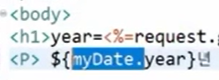 <body>
<h1>year=<%=request.
<P> ${myDate.year}년